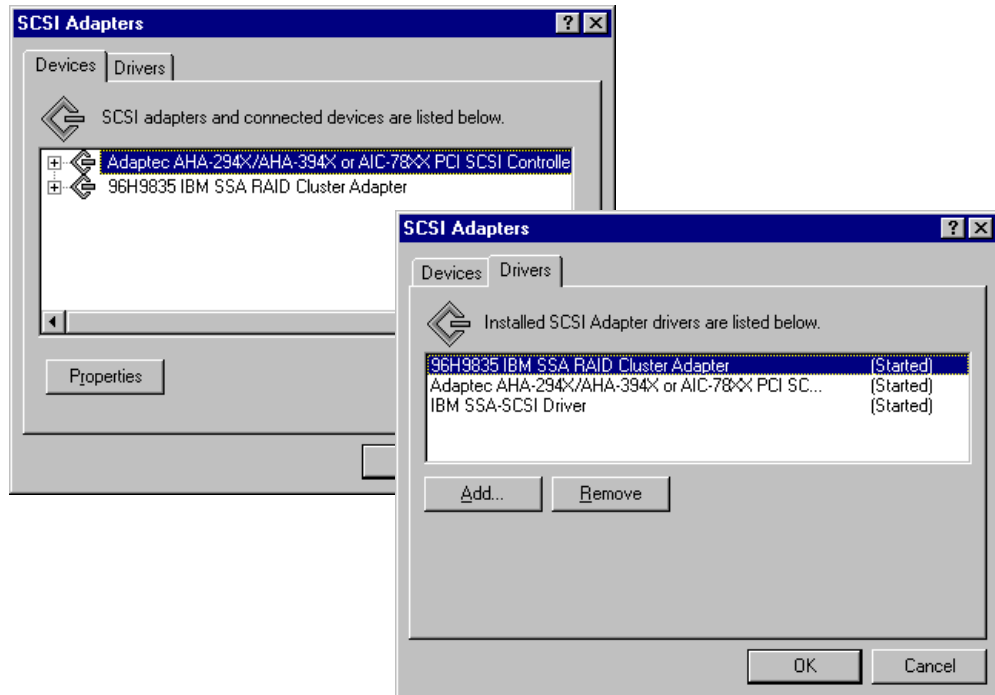 SCSI Adapters
Devices Drivers
SCSI adapters and connected devices are listed below.
Adaptec AHA-294X/AHA-394X or AIC-78XX PCI SCSI Controlle
96H9835 IBM SSA RAID Cluster Adapter
Properties
SCSI Adapters
Devices Drivers
Installed SCSI Adapter drivers are listed below.
96H9835 IBM SSA RAID Cluster Adapter (Started)
Adaptec AHA-294X/AHA-394X or AIC-78XX PCI SC... (Started)
IBM SSA-SCSI Driver (Started)
Add... Remove
OK Cancel